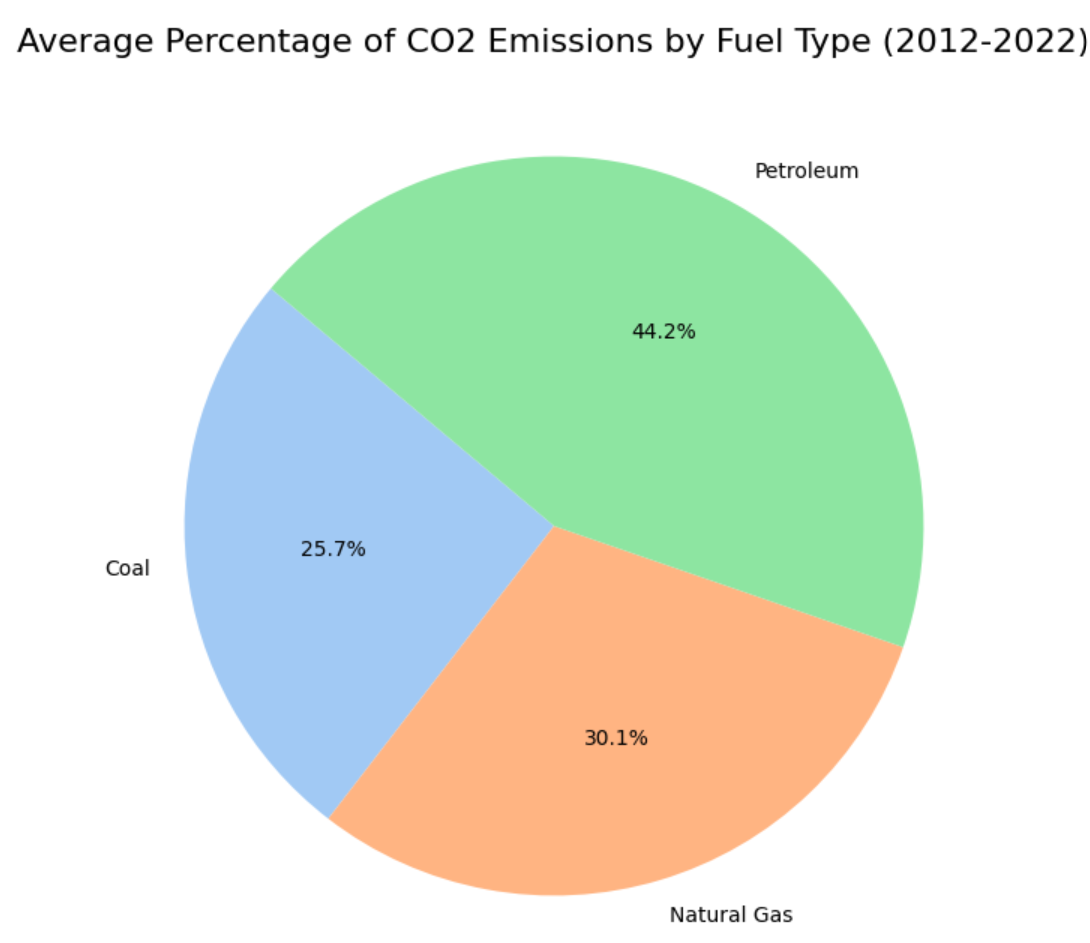 Average Percentage of CO2 Emissions by Fuel Type (2012-2022)
Petroleum
44.2%
25.7%
Coal
30.1%
Natural Gas